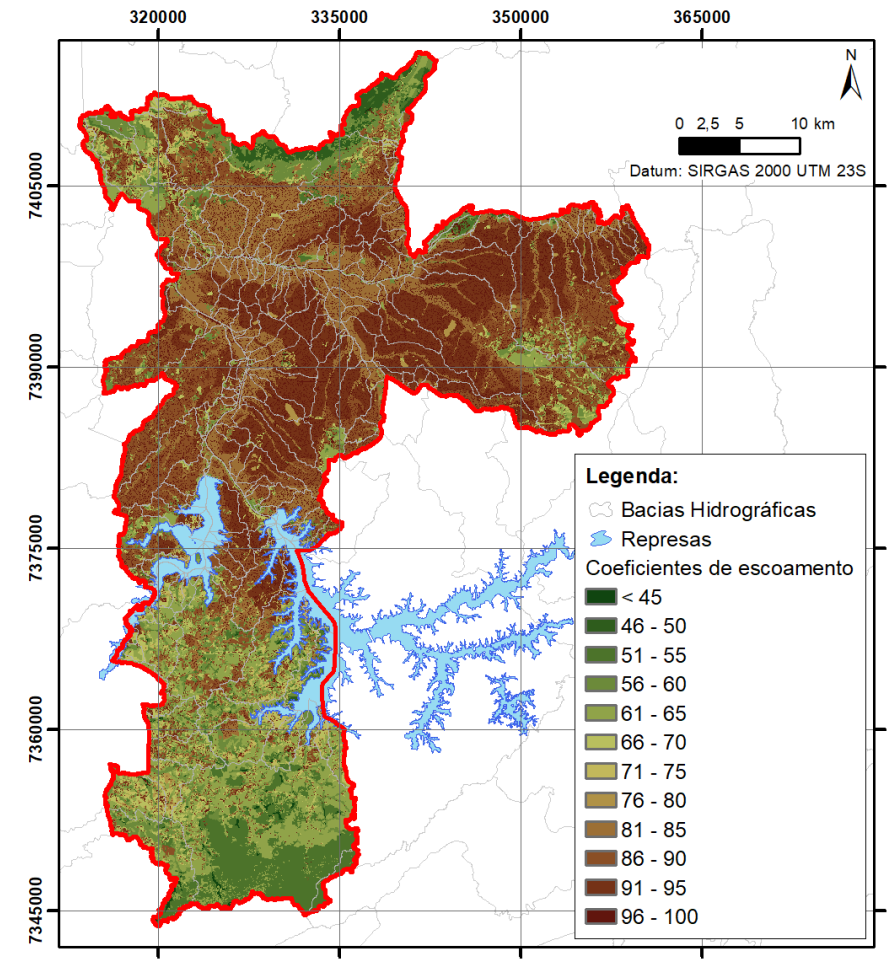 320000 335000 350000 365000
N
0 2,5 5 10 km
Datum: SIRGAS 2000 UTM 23S
7405000
7390000
7375000
7360000
7345000
Legenda:
Bacias Hidrográficas
Represas
Coeficientes de escoamento
< 45
46 - 50
51 - 55
56 - 60
61 - 65
66 - 70
71 - 75
76 - 80
81 - 85
86 - 90
91 - 95
96 - 100